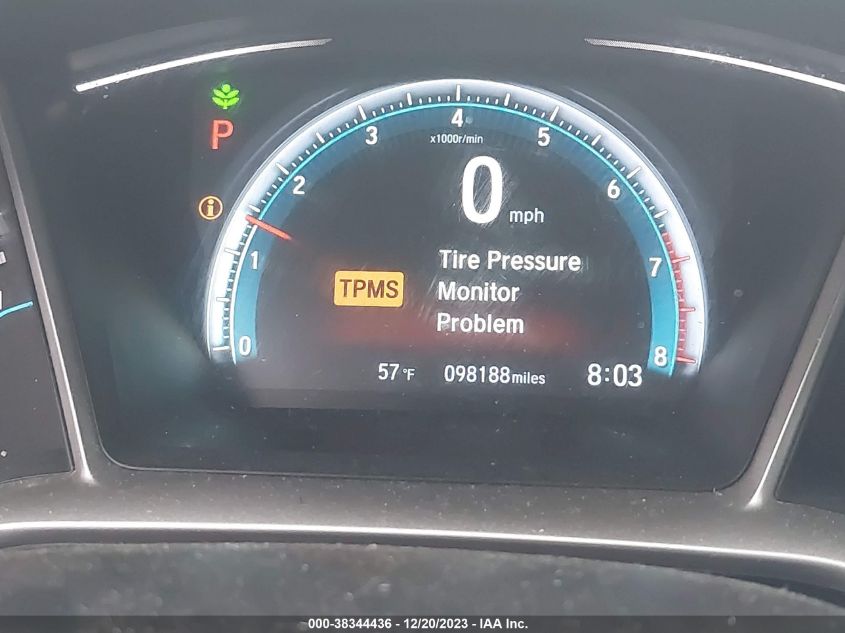 P
x1000r/min
0 1 2 3 4 5 6 7 8
0 mph
Tire Pressure
TPMS Monitor
Problem
57°F 098188 miles 8:03
000-38344436 - 12/20/2023 - IAA Inc.